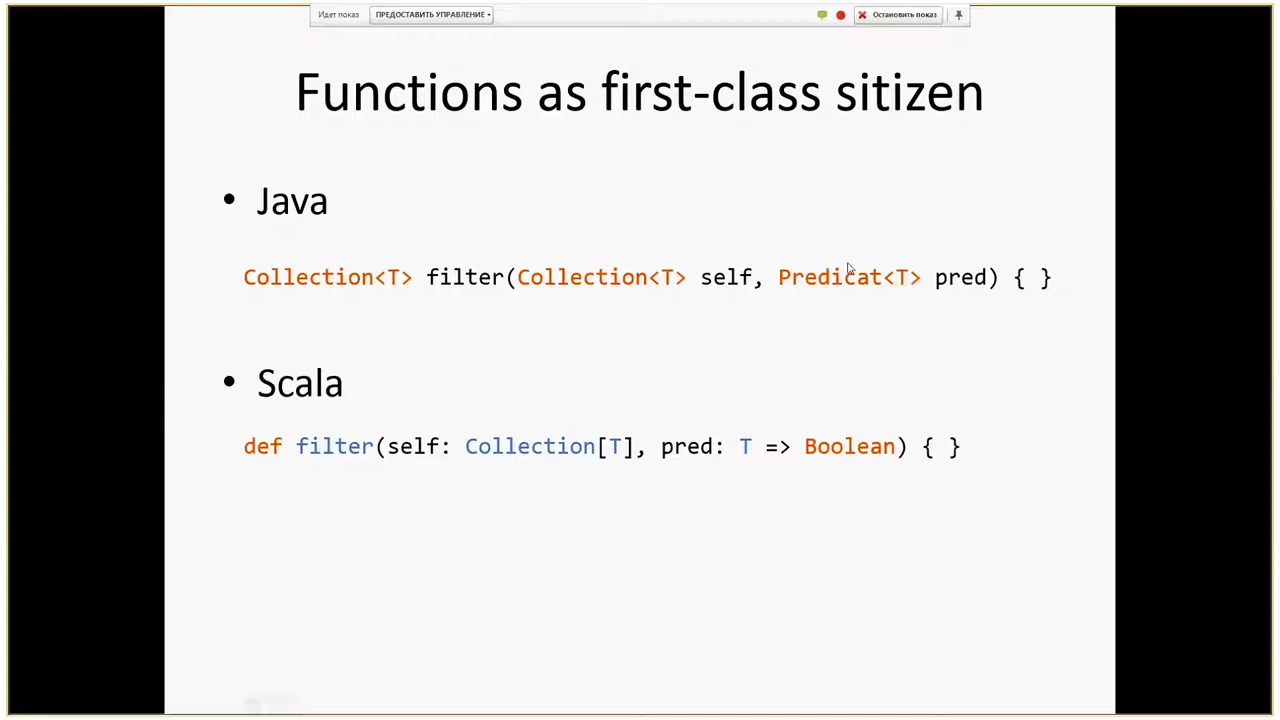 Идет показ ПРЕДОСТАВИТЬ УПРАВЛЕНИЕ Остановить показ
Functions as first-class sitizen
• Java
Collection<T> filter(Collection<T> self, Predicat<T> pred) { }
• Scala
def filter(self: Collection[T], pred: T => Boolean) { }